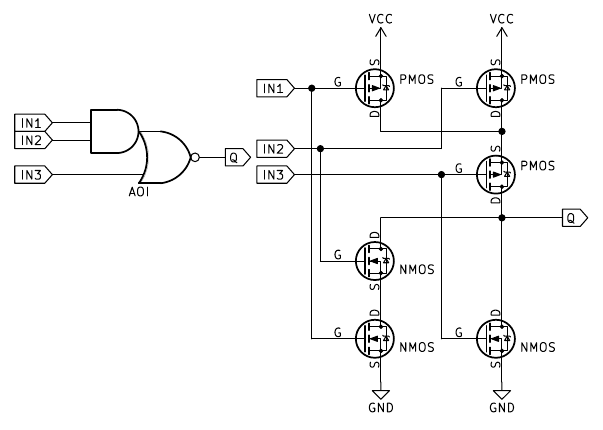 VCC VCC
S S
IN1 G PMOS G PMOS
D D
IN1
IN2 Q IN2
S
IN3 IN3 G PMOS
AOI
D
Q
D
G NMOS
S
D D
G NMOS G NMOS
S S
GND GND